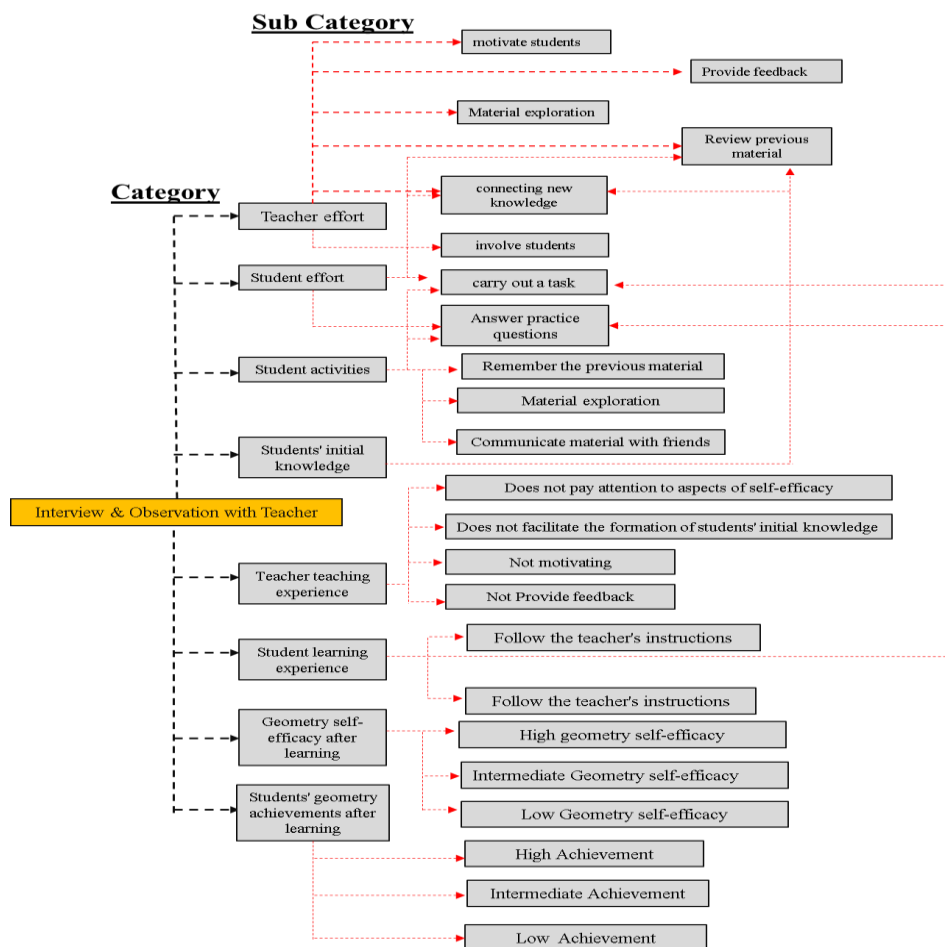 Sub Category
motivate students
Provide feedback
Material exploration
Review previous
material
Category
connecting new
knowledge
Teacher effort
involve students
Student effort
carry out a task
Answer practice
questions
Student activities
Remember the previous material
Material exploration
Communicate material with friends
Students' initial
knowledge
Does not pay attention to aspects of self-efficacy
Interview & Observation with Teacher
Does not facilitate the formation of students' initial knowledge
Not motivating
Teacher teaching
experience
Not Provide feedback
Follow the teacher's instructions
Student learning
experience
Follow the teacher's instructions
Geometry self-
efficacy after
learning
High geometry self-efficacy
Intermediate Geometry self-efficacy
Students' geometry
achievements after
learning
Low Geometry self-efficacy
High Achievement
Intermediate Achievement
Low Achievement